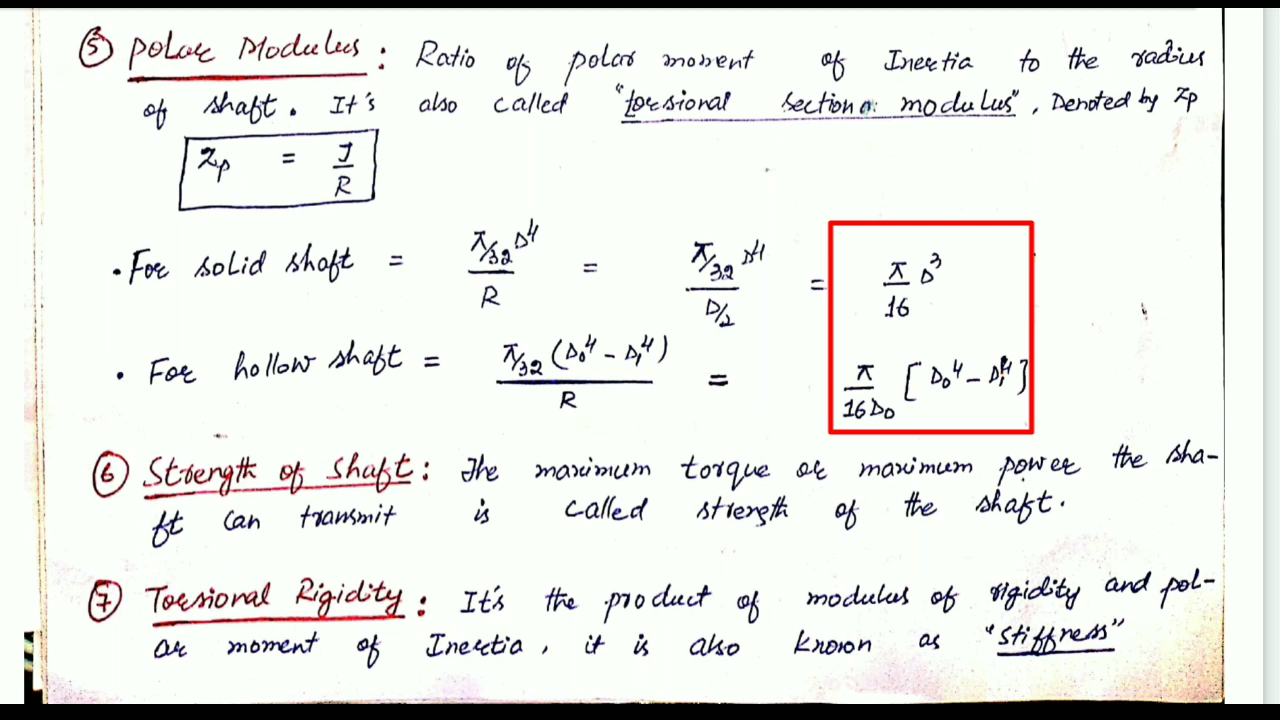 ⑤ Polar Modulus : Ratio of polar moment of Inertia to the radius
of shaft. It's also called "torsional sectional modulus", Denoted by Zp
Zp = J/R
• For solid shaft = (π/32 D⁴)/R = (π/32 D⁴)/(D/2) = π/16 D³
• For hollow shaft = (π/32 (D₀⁴ - Dᵢ⁴))/R = π/16D₀ [D₀⁴ - Dᵢ⁴]
⑥ Strength of shaft : The maximum torque or maximum power the sha-
ft can transmit is called strength of the shaft.
⑦ Torsional Rigidity : It's the product of modulus of rigidity and pol-
ar moment of Inertia, it is also known as "stiffness"